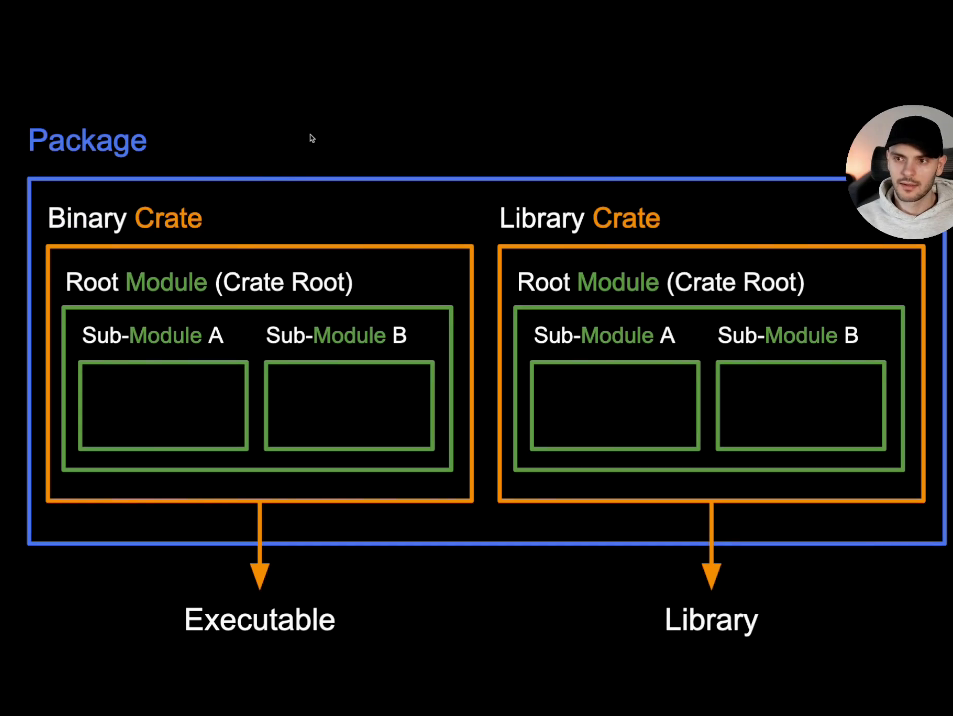 Package
Binary Crate
Library Crate
Root Module (Crate Root)
Root Module (Crate Root)
Sub-Module A
Sub-Module B
Sub-Module A
Sub-Module B
Executable
Library